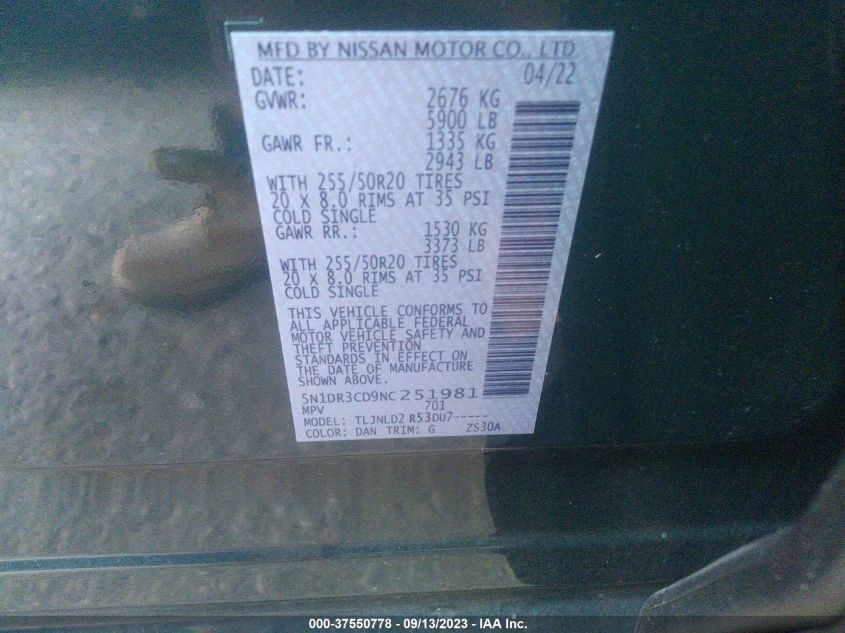 MFD BY NISSAN MOTOR CO., LTD
DATE: 04/22
GVWR: 2676 KG
5900 LB
GAWR FR.: 1335 KG
2943 LB
WITH 255/50R20 TIRES
20 X 8.0 RIMS AT 35 PSI
COLD SINGLE
GAWR RR.: 1530 KG
3373 LB
WITH 255/50R20 TIRES
20 X 8.0 RIMS AT 35 PSI
COLD SINGLE
THIS VEHICLE CONFORMS TO
ALL APPLICABLE FEDERAL
MOTOR VEHICLE SAFETY AND
THEFT PREVENTION
STANDARDS IN EFFECT ON
THE DATE OF MANUFACTURE
SHOWN ABOVE
5N1DR3CD9NC251981
MPV 701
MODEL: TLJNLD2 R53DU7-----
COLOR: DAN TRIM: G ZS30A
000-37550778 - 09/13/2023 - IAA Inc.